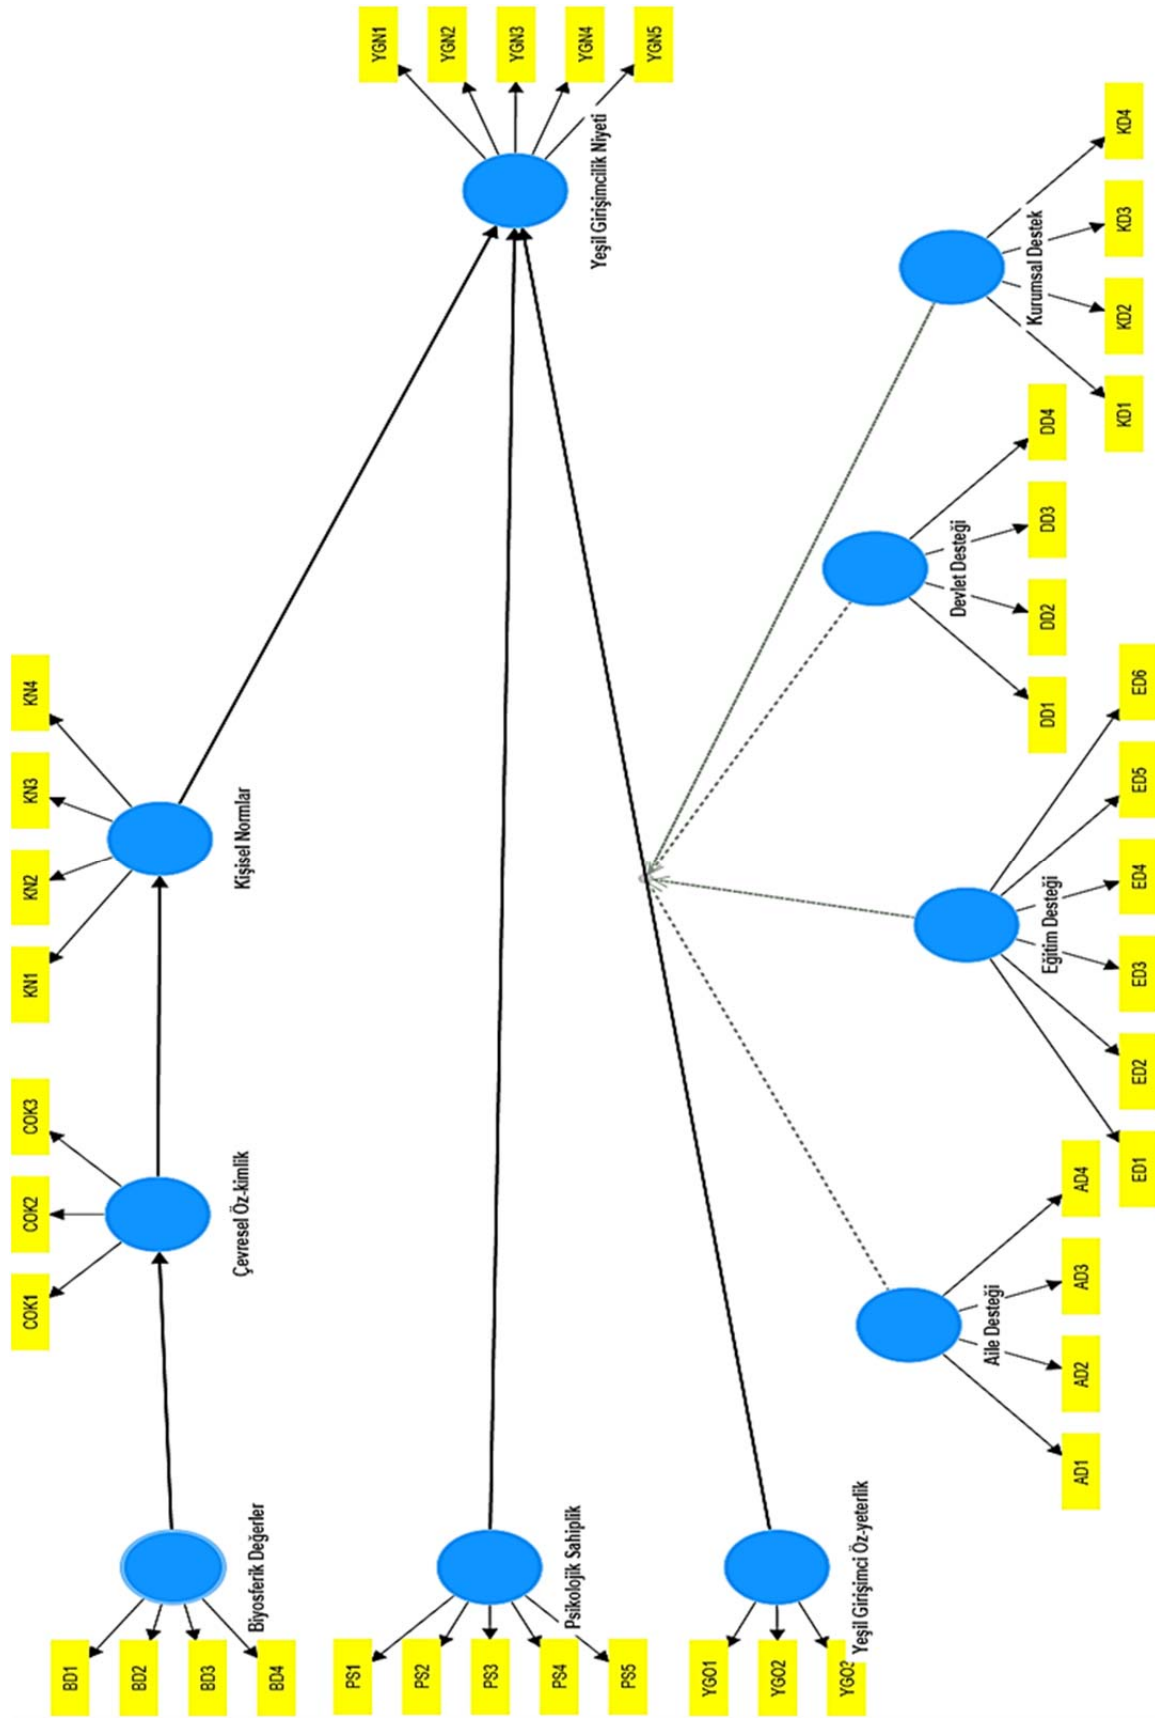 COK1
COK2
COK3
KN1
KN2
KN3
KN4
BD1
BD2
BD3
BD4
Biyosferik Değerler
Çevresel Öz-kimlik
Kişisel Normlar
YGN1
YGN2
YGN3
YGN4
YGN5
Yeşil Girişimcilik Niyeti
PS1
PS2
PS3
PS4
PS5
Psikolojik Sahiplik
YGO1
YGO2
YGO3
Yeşil Girişimci Öz-yeterlik
Aile Desteği
AD1
AD2
AD3
AD4
Eğitim Desteği
ED1
ED2
ED3
ED4
ED5
ED6
Devlet Desteği
DD1
DD2
DD3
DD4
Kurumsal Destek
KD1
KD2
KD3
KD4